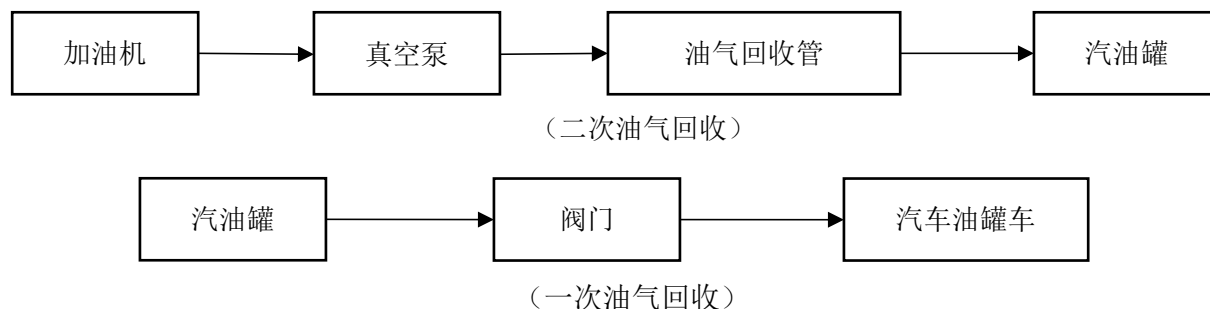 加油机 真空泵 油气回收管 汽油罐
（二次油气回收）
汽油罐 阀门 汽车油罐车
（一次油气回收）